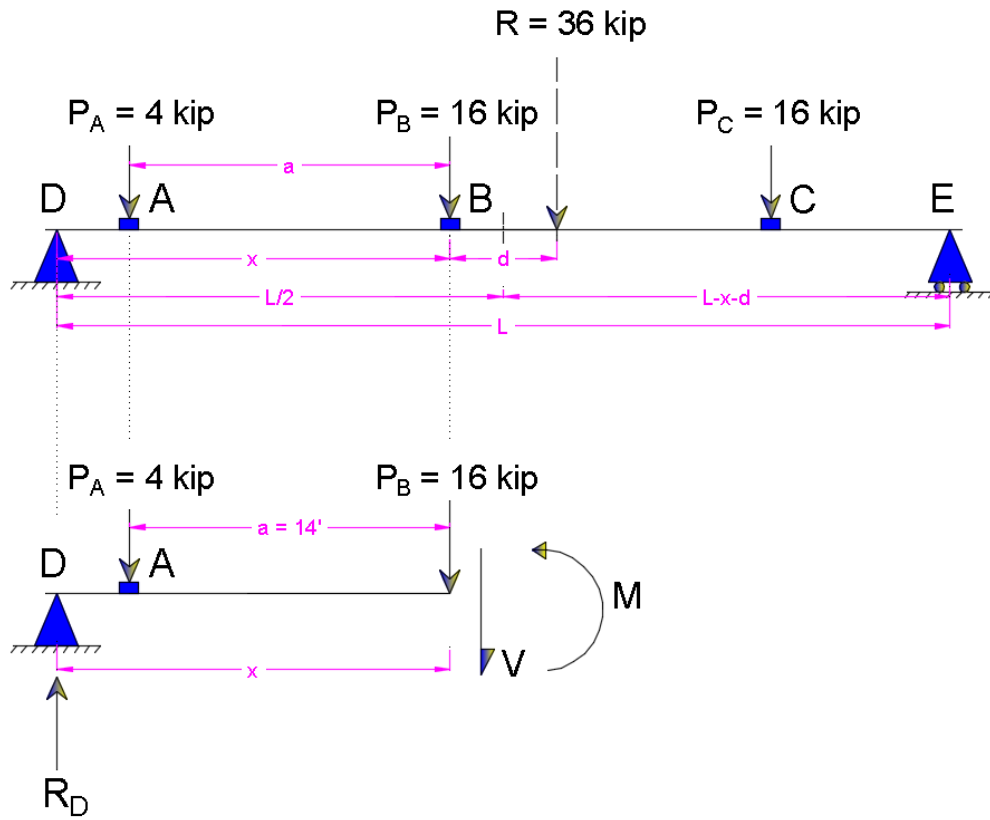 R = 36 kip
P_A = 4 kip
P_B = 16 kip
P_C = 16 kip
a
D
A
B
C
E
x
d
L/2
L-x-d
L
P_A = 4 kip
P_B = 16 kip
a = 14'
D
A
M
V
x
R_D